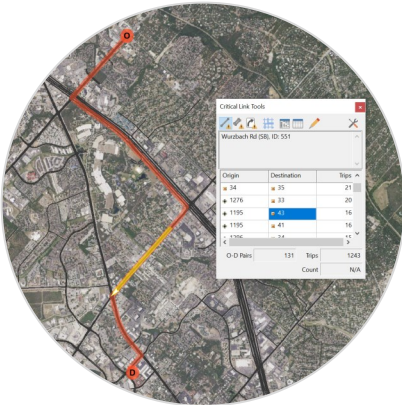 O
Critical Link Tools
Wurzbach Rd (SB), ID: 551
Origin Destination Trips
34 35 21
1276 33 20
1195 43 16
1195 41 16
O-D Pairs 131 Trips 1243
Count N/A
D